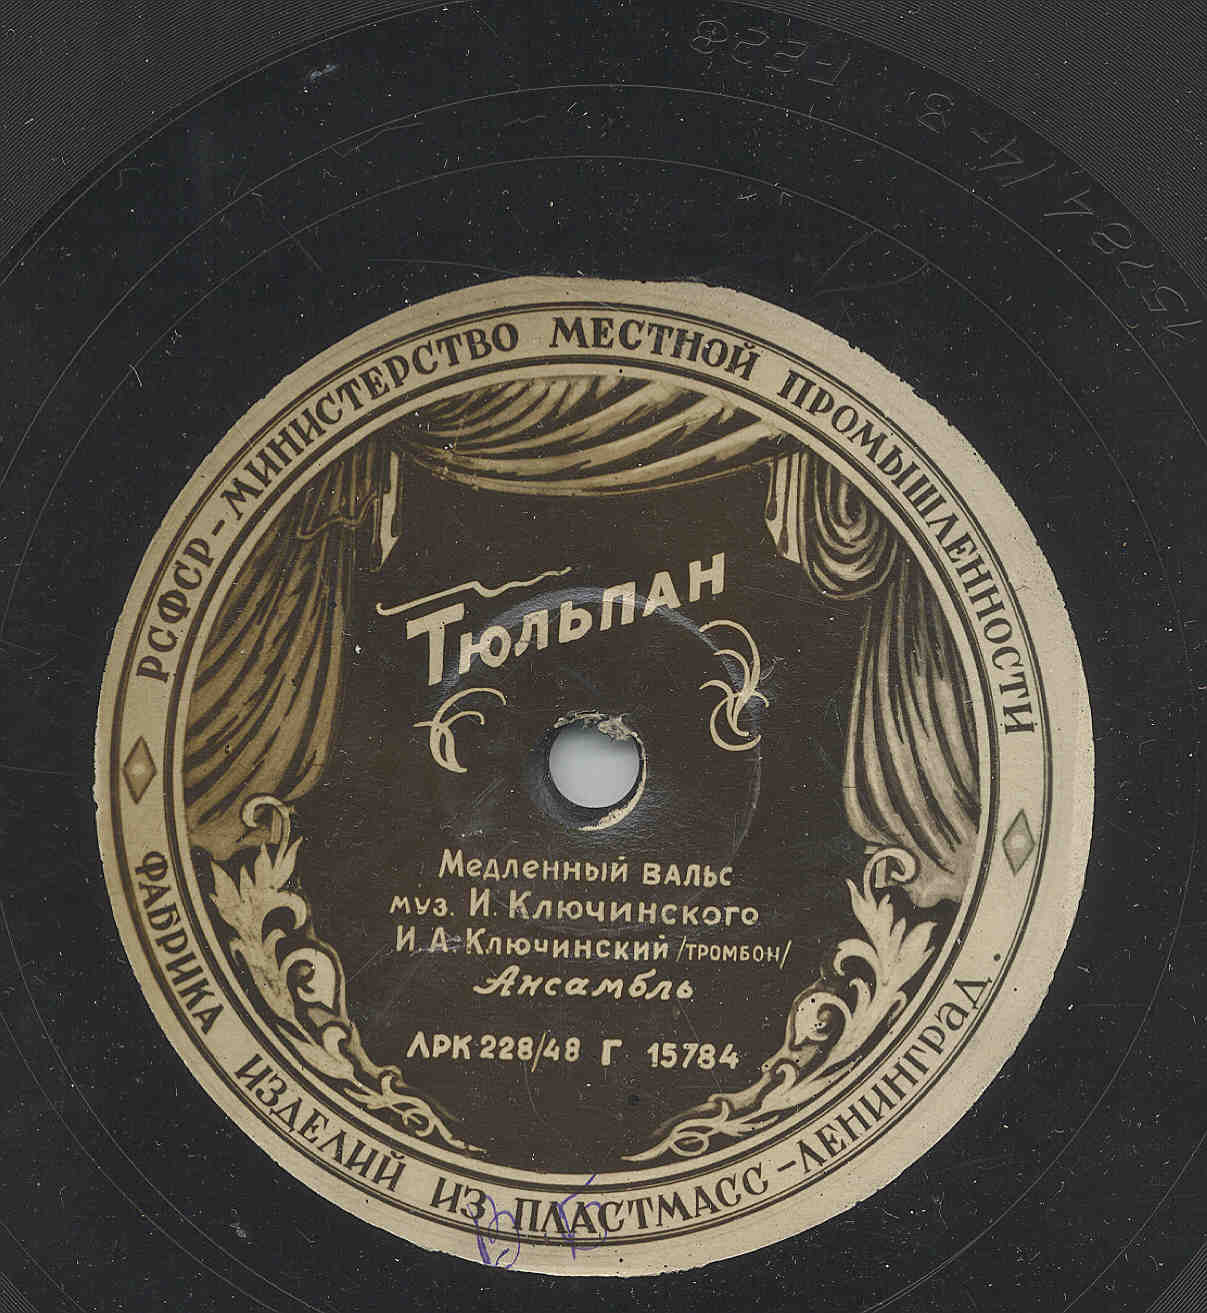 РСФСР-МИНИСТЕРСТВО МЕСТНОЙ ПРОМЫШЛЕННОСТИ
Тюльпан
Медленный вальс
муз. И. Ключинского
И. А. Ключинский /тромбон/
Ансамбль
ЛРК 228/48 Г 15784
ФАБРИКА ИЗДЕЛИЙ ИЗ ПЛАСТМАСС-ЛЕНИНГРАД.
15784